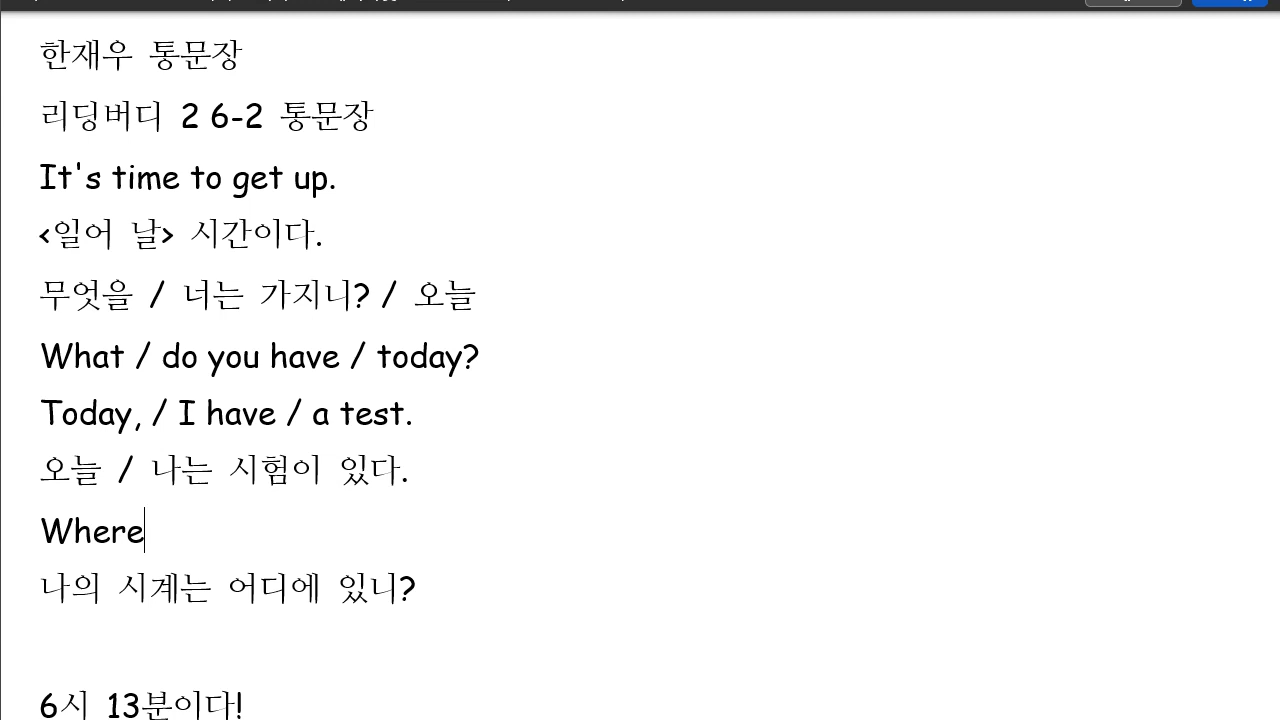 한재우 통문장
리딩버디 2 6-2 통문장
It's time to get up.
<일어 날> 시간이다.
무엇을 / 너는 가지니? / 오늘
What / do you have / today?
Today, / I have / a test.
오늘 / 나는 시험이 있다.
Where
나의 시계는 어디에 있니?
6시 13분이다!